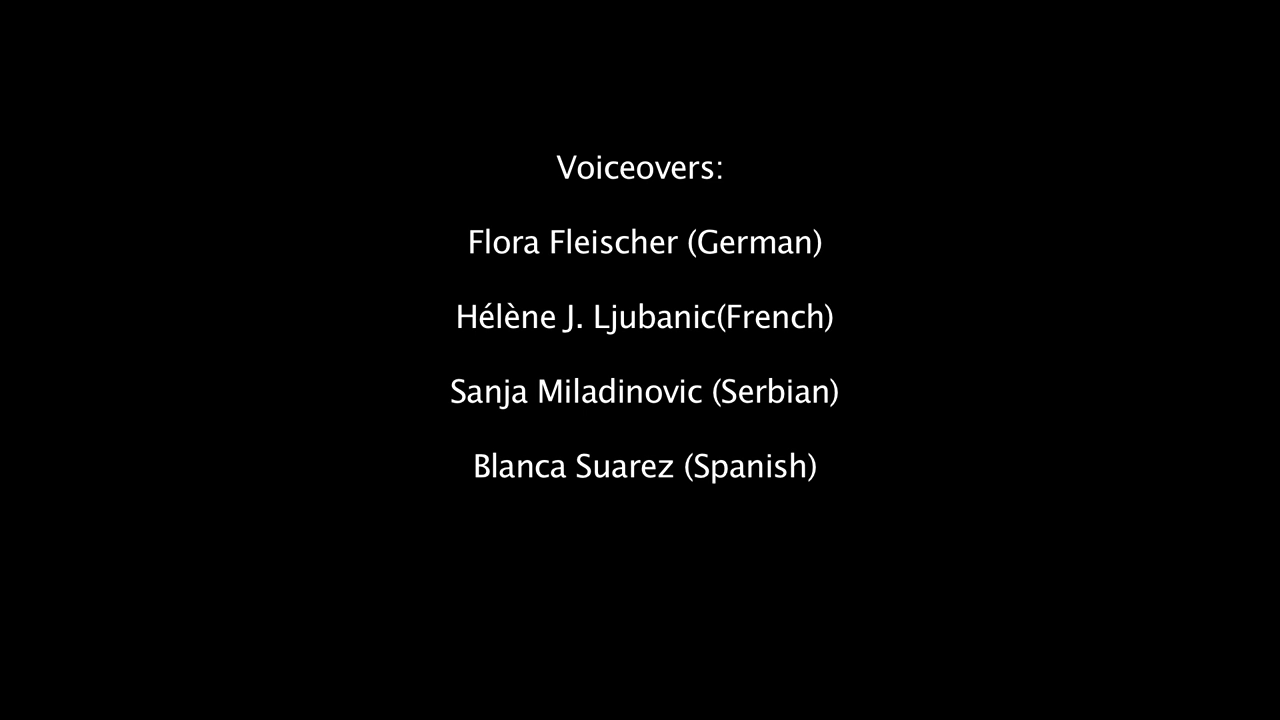 Voiceovers:
Flora Fleischer (German)
Hélène J. Ljubanic(French)
Sanja Miladinovic (Serbian)
Blanca Suarez (Spanish)